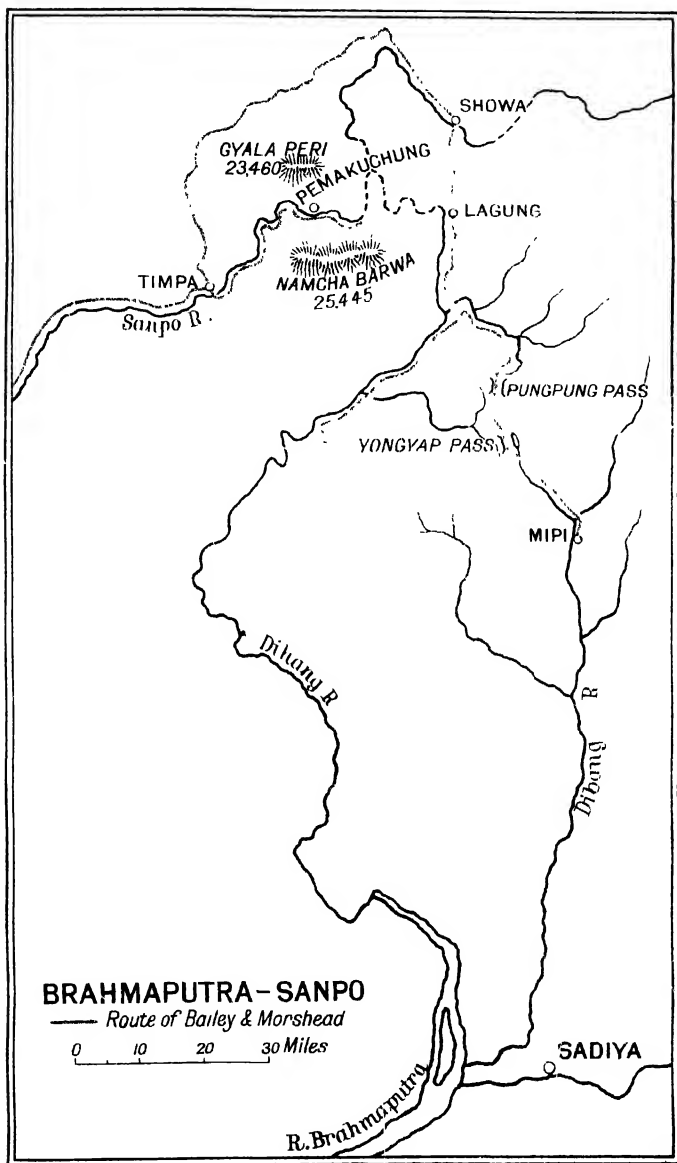 SHOWA
GYALA PERI
23,460
PEMAKUCHUNG
LAGUNG
NAMCHA BARWA
25,445
TIMPA
Sanpo R.
(PUNGPUNG PASS
YONGYAP PASS)
MIPI
Dihang R
Dibang R
BRAHMAPUTRA–SANPO
Route of Bailey & Morshead
0 10 20 30 Miles
SADIYA
R. Brahmaputra